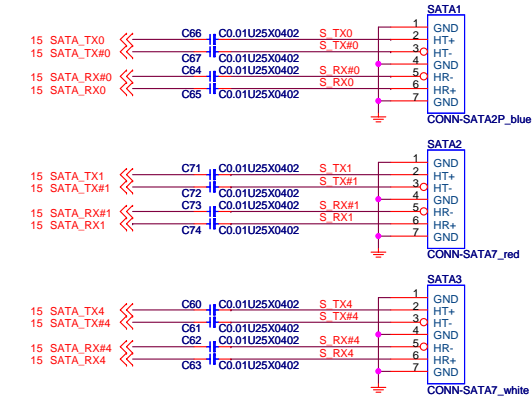 SATA1
1 GND
C66 C0.01U25X0402 S_TX0 2 HT+
15 SATA_TX0
15 SATA_TX#0 S_TX#0 3 HT-
C67 C0.01U25X0402 4 GND
C64 C0.01U25X0402 S_RX#0 5 HR-
15 SATA_RX#0
15 SATA_RX0 S_RX0 6 HR+
C65 C0.01U25X0402 7 GND
CONN-SATA2P_blue
SATA2
1 GND
C71 C0.01U25X0402 S_TX1 2 HT+
15 SATA_TX1
15 SATA_TX#1 S_TX#1 3 HT-
C72 C0.01U25X0402 4 GND
C73 C0.01U25X0402 S_RX#1 5 HR-
15 SATA_RX#1
15 SATA_RX1 S_RX1 6 HR+
C74 C0.01U25X0402 7 GND
CONN-SATA7_red
SATA3
1 GND
C60 C0.01U25X0402 S_TX4 2 HT+
15 SATA_TX4
15 SATA_TX#4 S_TX#4 3 HT-
C61 C0.01U25X0402 4 GND
C62 C0.01U25X0402 S_RX#4 5 HR-
15 SATA_RX#4
15 SATA_RX4 S_RX4 6 HR+
C63 C0.01U25X0402 7 GND
CONN-SATA7_white